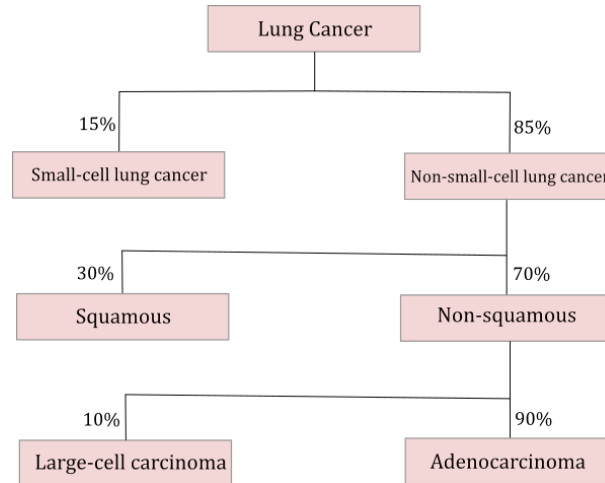 Lung Cancer
15%
85%
Small-cell lung cancer
Non-small-cell lung cancer
30%
70%
Squamous
Non-squamous
10%
90%
Large-cell carcinoma
Adenocarcinoma